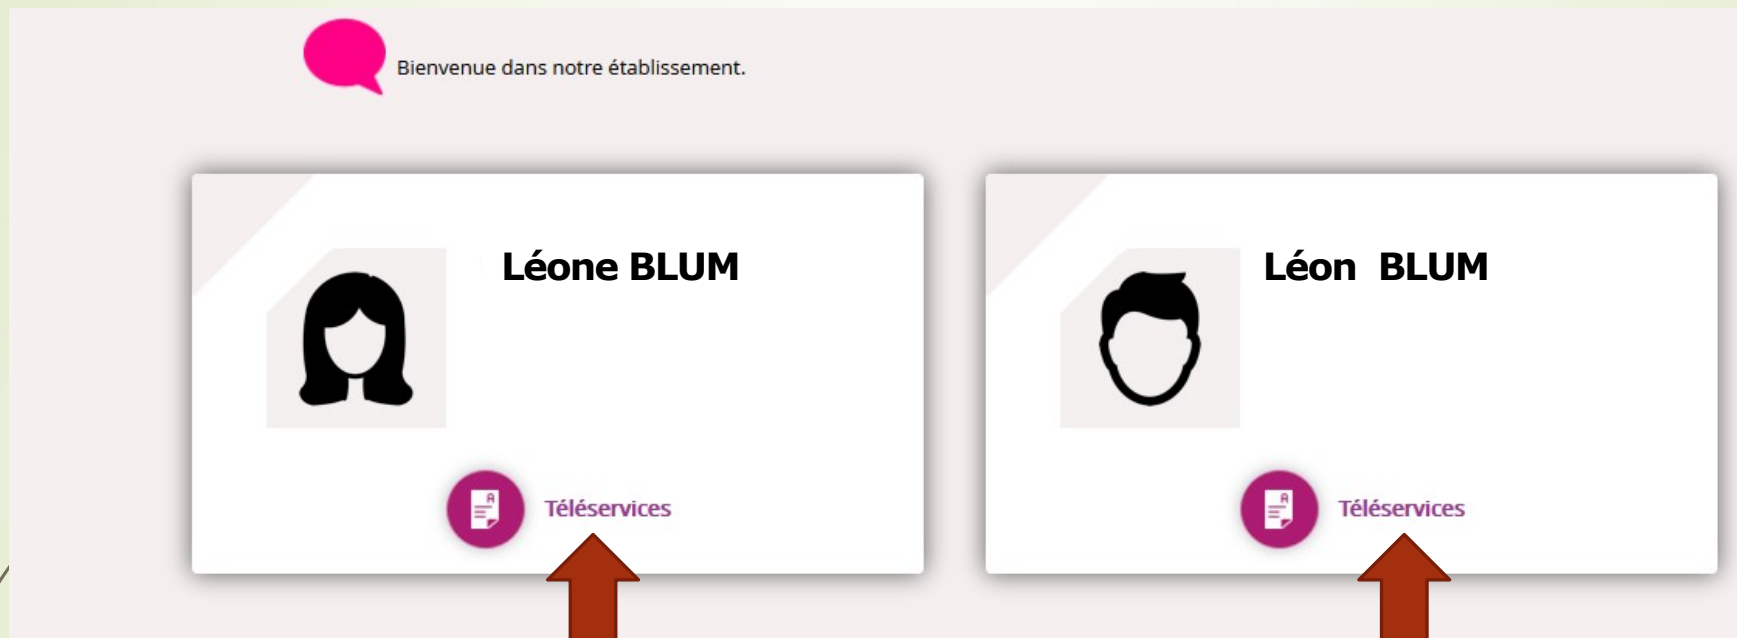 Bienvenue dans notre établissement.
Léone BLUM
Téléservices
Léon  BLUM
Téléservices